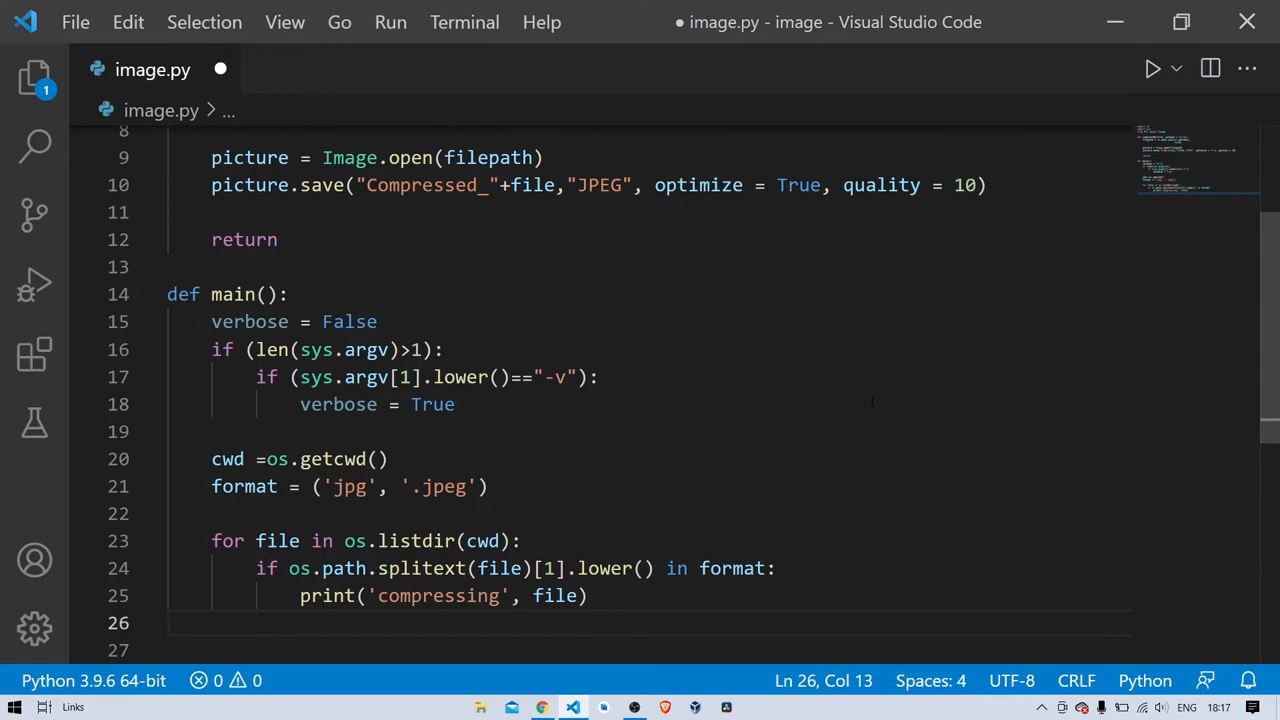 File Edit Selection View Go Run Terminal Help ● image.py - image - Visual Studio Code
image.py
1
image.py > ...
8
9 picture = Image.open(filepath)
10 picture.save("Compressed_"+file,"JPEG", optimize = True, quality = 10)
11
12 return
13
14 def main():
15 verbose = False
16 if (len(sys.argv)>1):
17 if (sys.argv[1].lower()=="-v"):
18 verbose = True
19
20 cwd =os.getcwd()
21 format = ('jpg', '.jpeg')
22
23 for file in os.listdir(cwd):
24 if os.path.splitext(file)[1].lower() in format:
25 print('compressing', file)
26
27
Python 3.9.6 64-bit 0 0 Ln 26, Col 13 Spaces: 4 UTF-8 CRLF Python
Links 18:17